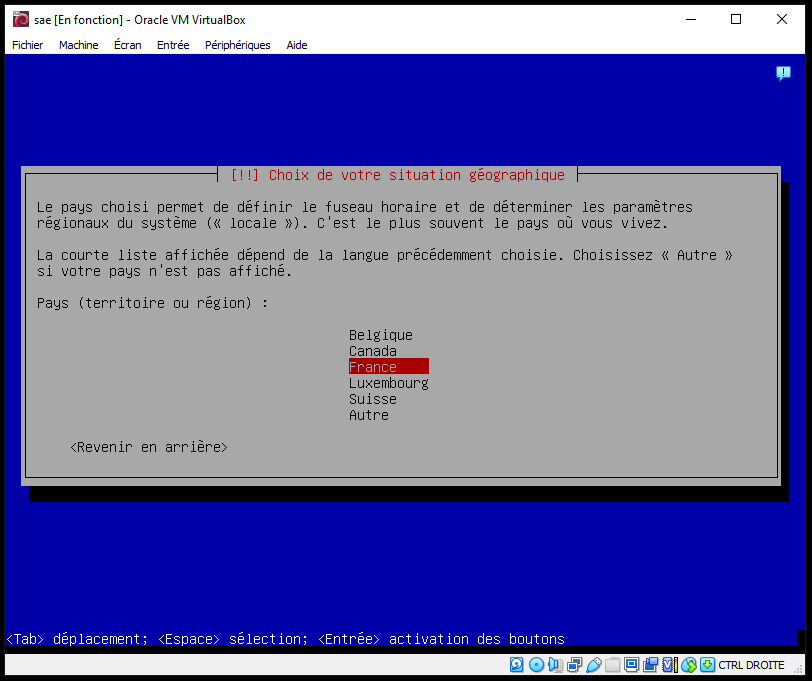 sae [En fonction] - Oracle VM VirtualBox
Fichier Machine Écran Entrée Périphériques Aide
[!!] Choix de votre situation géographique
Le pays choisi permet de définir le fuseau horaire et de déterminer les paramètres
régionaux du système (« locale »). C'est le plus souvent le pays où vous vivez.
La courte liste affichée dépend de la langue précédemment choisie. Choisissez « Autre »
si votre pays n'est pas affiché.
Pays (territoire ou région) :
Belgique
Canada
France
Luxembourg
Suisse
Autre
<Revenir en arrière>
<Tab> déplacement; <Espace> sélection; <Entrée> activation des boutons
CTRL DROITE